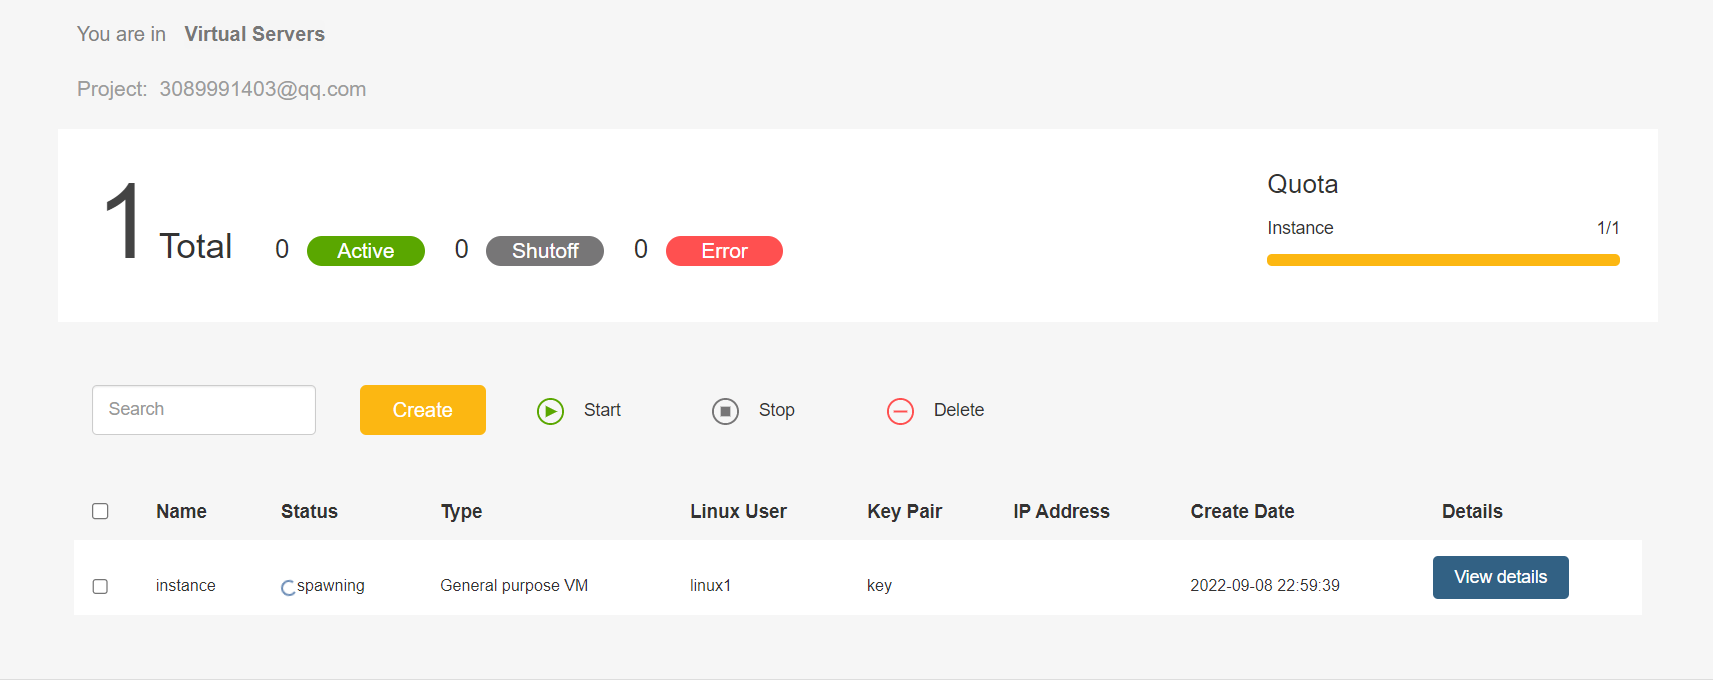 You are in Virtual Servers
Project: 3089991403@qq.com
1 Total 0 Active 0 Shutoff 0 Error
Quota
Instance 1/1
Search Create Start Stop Delete
Name Status Type Linux User Key Pair IP Address Create Date Details
instance spawning General purpose VM linux1 key 2022-09-08 22:59:39 View details